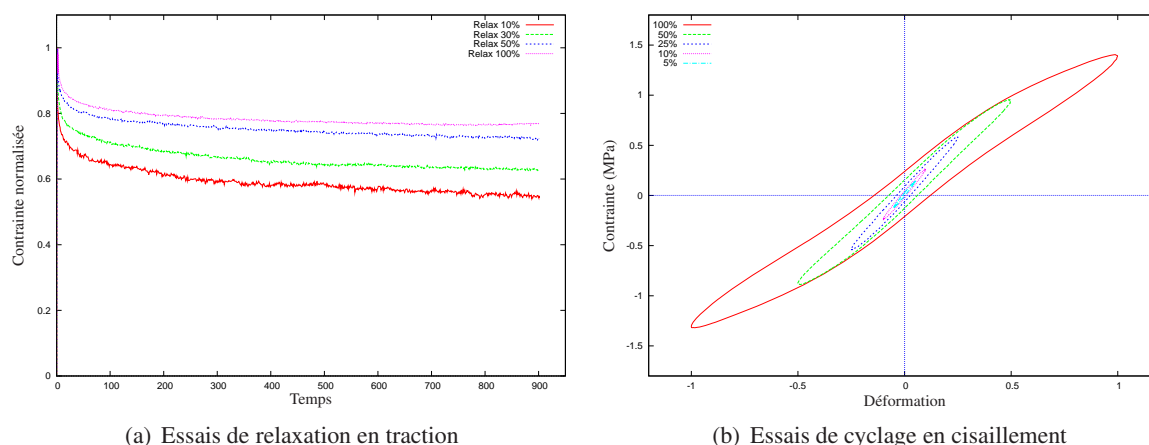 Relax 10%
Relax 30%
Relax 50%
Relax 100%
1
0.8
0.6
0.4
0.2
0
Contrainte normalisée
0 100 200 300 400 500 600 700 800 900
Temps
(a) Essais de relaxation en traction
100%
50%
25%
10%
5%
1.5
1
0.5
0
-0.5
-1
-1.5
Contrainte (MPa)
-1 -0.5 0 0.5 1
Déformation
(b) Essais de cyclage en cisaillement